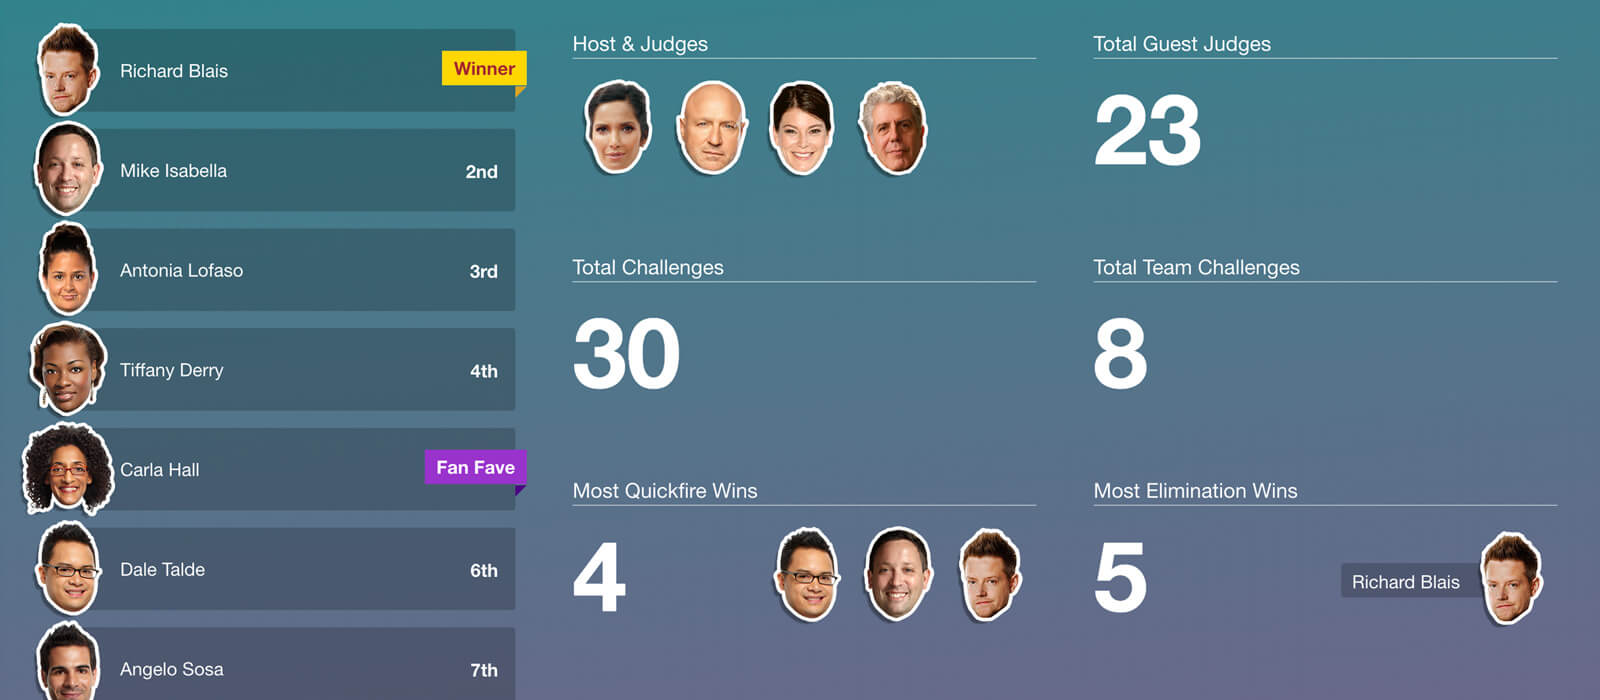 Richard Blais
Winner
Mike Isabella
2nd
Antonia Lofaso
3rd
Tiffany Derry
4th
Carla Hall
Fan Fave
Dale Talde
6th
Angelo Sosa
7th
Host & Judges
Total Guest Judges
23
Total Challenges
30
Total Team Challenges
8
Most Quickfire Wins
4
Most Elimination Wins
5
Richard Blais